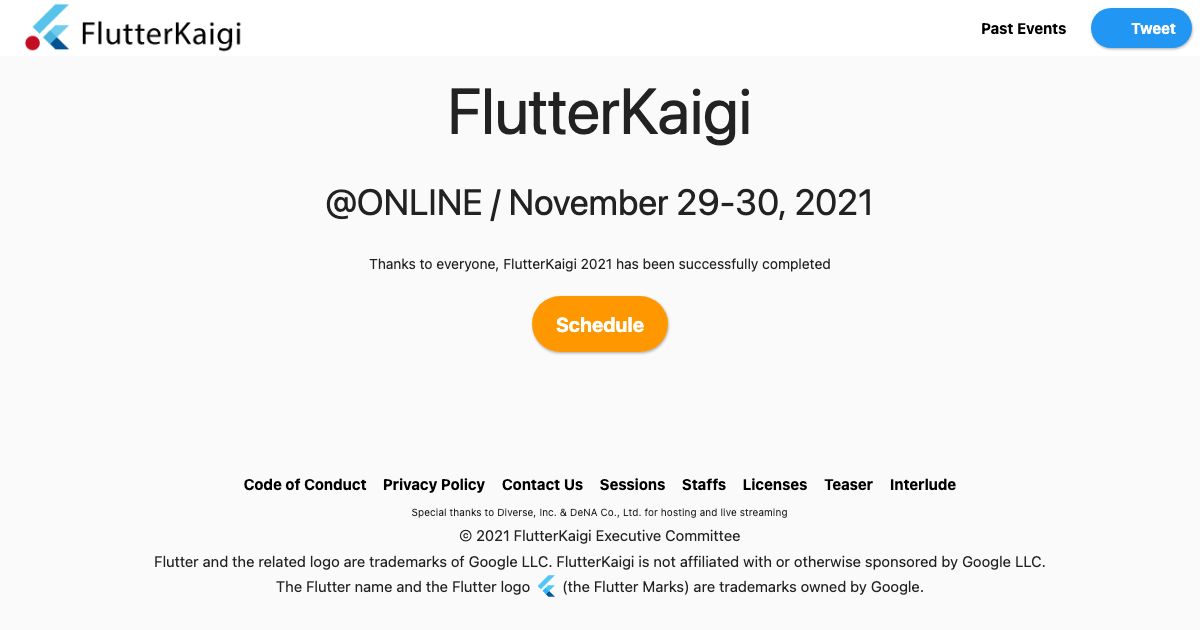 FlutterKaigi
Past Events
Tweet
FlutterKaigi
@ONLINE / November 29-30, 2021
Thanks to everyone, FlutterKaigi 2021 has been successfully completed
Schedule
Code of Conduct Privacy Policy Contact Us Sessions Staffs Licenses Teaser Interlude
Special thanks to Diverse, Inc. & DeNA Co., Ltd. for hosting and live streaming
© 2021 FlutterKaigi Executive Committee
Flutter and the related logo are trademarks of Google LLC. FlutterKaigi is not affiliated with or otherwise sponsored by Google LLC.
The Flutter name and the Flutter logo (the Flutter Marks) are trademarks owned by Google.